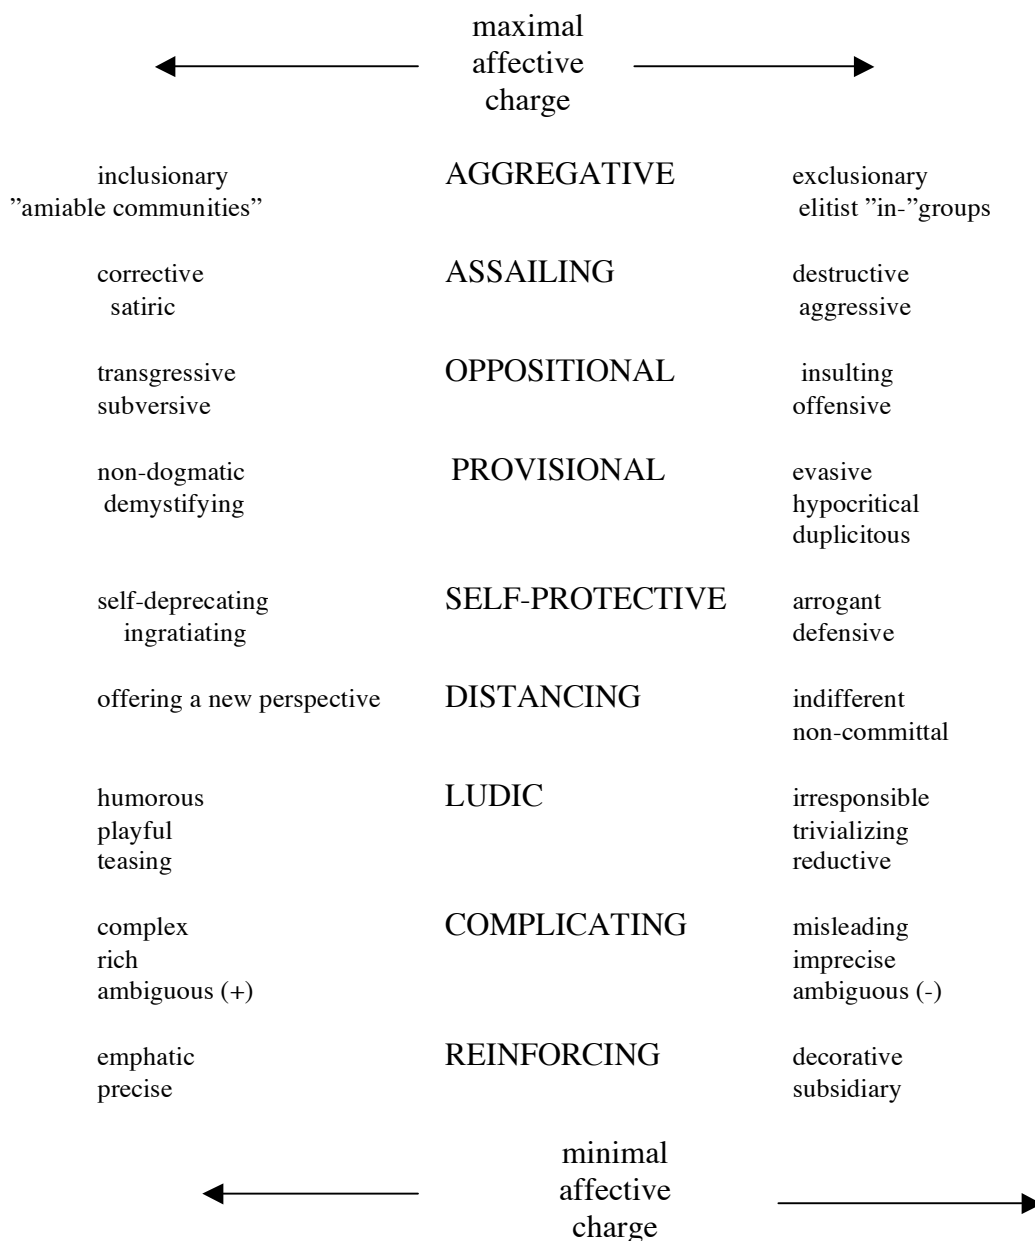 maximal
affective
charge
inclusionary AGGREGATIVE exclusionary
”amiable communities” elitist ”in-”groups
corrective ASSAILING destructive
satiric aggressive
transgressive OPPOSITIONAL insulting
subversive offensive
non-dogmatic PROVISIONAL evasive
demystifying hypocritical
duplicitous
self-deprecating SELF-PROTECTIVE arrogant
ingratiating defensive
offering a new perspective DISTANCING indifferent
non-committal
humorous LUDIC irresponsible
playful trivializing
teasing reductive
complex COMPLICATING misleading
rich imprecise
ambiguous (+) ambiguous (-)
emphatic REINFORCING decorative
precise subsidiary
minimal
affective
charge